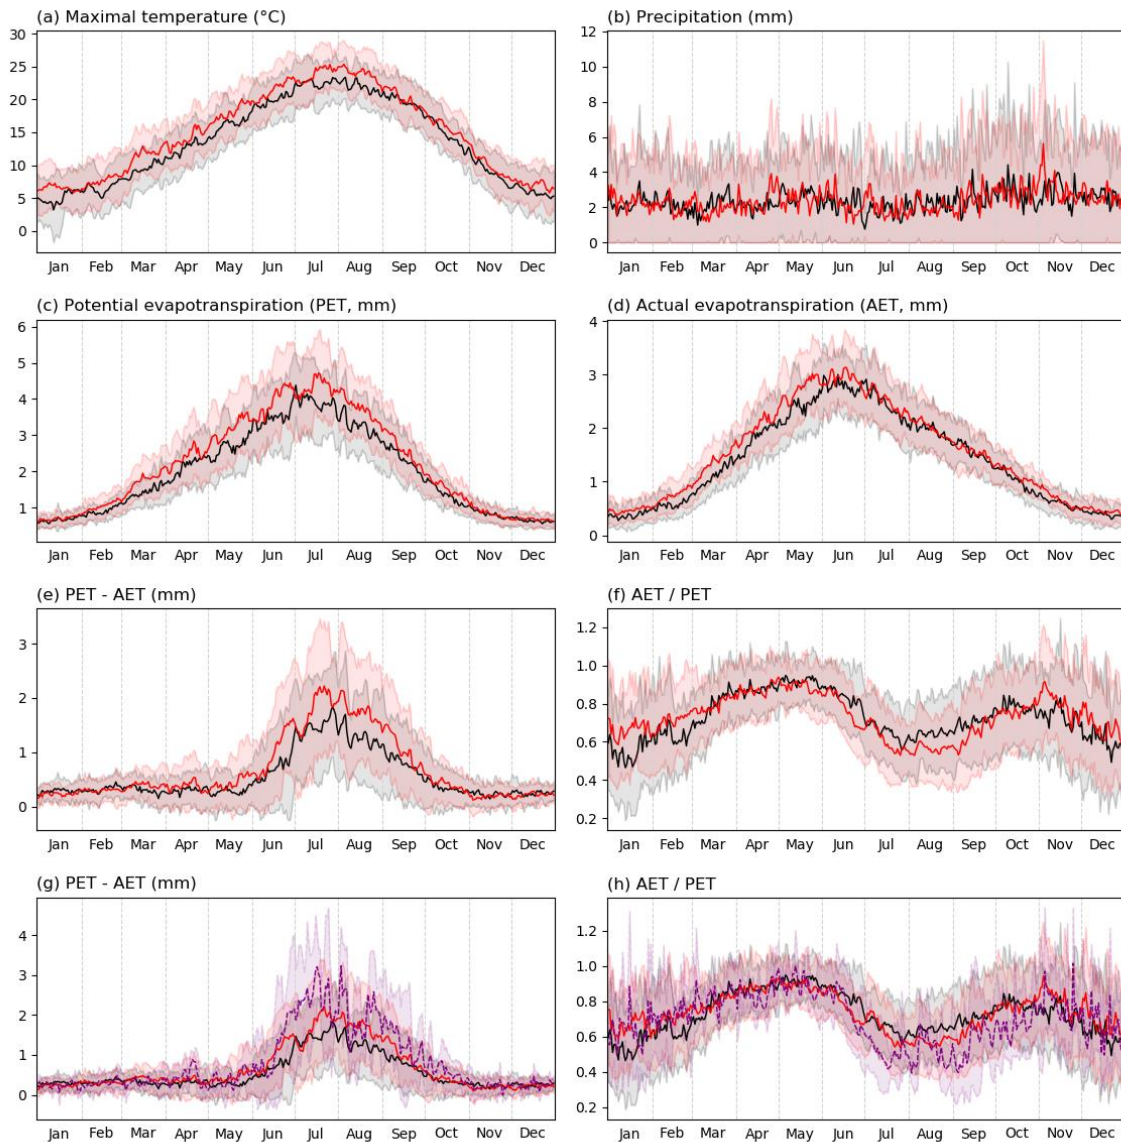 (a) Maximal temperature (°C)
30
25
20
15
10
5
0
Jan Feb Mar Apr May Jun Jul Aug Sep Oct Nov Dec
(b) Precipitation (mm)
12
10
8
6
4
2
0
Jan Feb Mar Apr May Jun Jul Aug Sep Oct Nov Dec
(c) Potential evapotranspiration (PET, mm)
6
5
4
3
2
1
Jan Feb Mar Apr May Jun Jul Aug Sep Oct Nov Dec
(d) Actual evapotranspiration (AET, mm)
4
3
2
1
0
Jan Feb Mar Apr May Jun Jul Aug Sep Oct Nov Dec
(e) PET - AET (mm)
3
2
1
0
Jan Feb Mar Apr May Jun Jul Aug Sep Oct Nov Dec
(f) AET / PET
1.2
1.0
0.8
0.6
0.4
0.2
Jan Feb Mar Apr May Jun Jul Aug Sep Oct Nov Dec
(g) PET - AET (mm)
4
3
2
1
0
Jan Feb Mar Apr May Jun Jul Aug Sep Oct Nov Dec
(h) AET / PET
1.2
1.0
0.8
0.6
0.4
0.2
Jan Feb Mar Apr May Jun Jul Aug Sep Oct Nov Dec